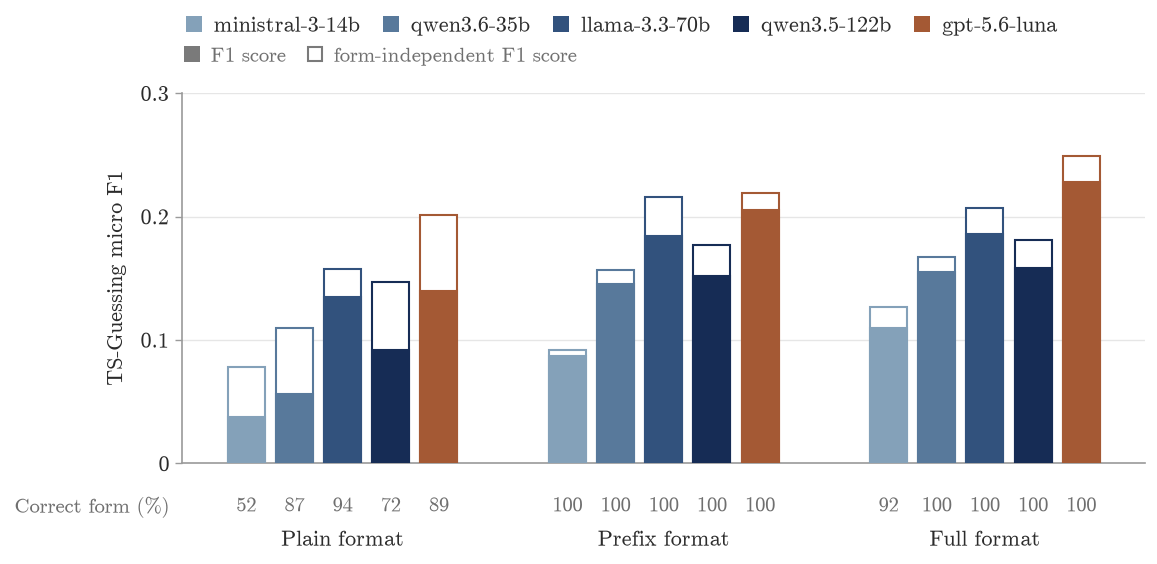 ministral-3-14b qwen3.6-35b llama-3.3-70b qwen3.5-122b gpt-5.6-luna
F1 score form-independent F1 score
TS-Guessing micro F1
0.3
0.2
0.1
0
Correct form (%) 52 87 94 72 89 100 100 100 100 100 92 100 100 100 100
Plain format Prefix format Full format